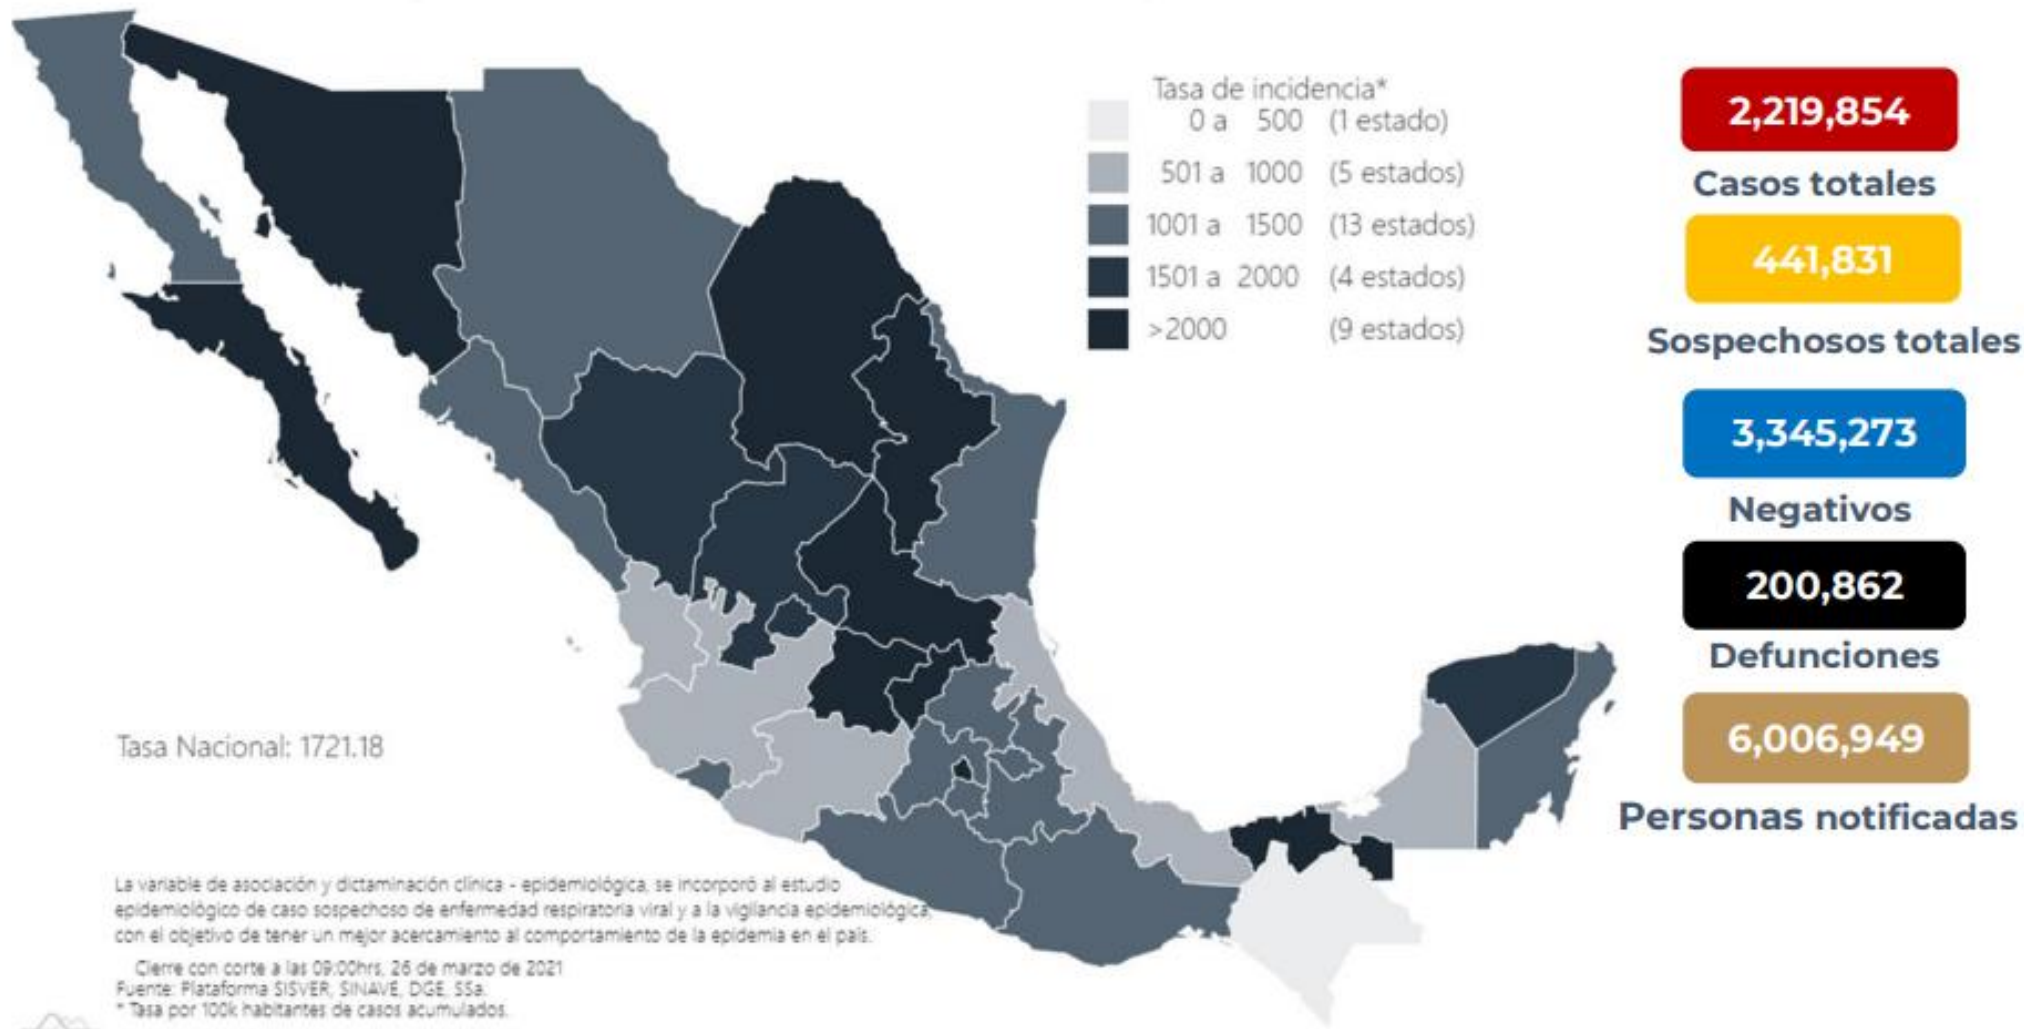 Tasa de incidencia*
0 a 500 (1 estado)
501 a 1000 (5 estados)
1001 a 1500 (13 estados)
1501 a 2000 (4 estados)
>2000 (9 estados)
2,219,854
Casos totales
441,831
Sospechosos totales
3,345,273
Negativos
200,862
Defunciones
6,006,949
Personas notificadas
Tasa Nacional: 1721.18
La variable de asociación y dictaminación clínica - epidemiológica, se incorporó al estudio
epidemiológico de caso sospechoso de enfermedad respiratoria viral y a la vigilancia epidemiológica,
con el objetivo de tener un mejor acercamiento al comportamiento de la epidemia en el país.
Cierre con corte a las 09:00hrs, 26 de marzo de 2021
Fuente: Plataforma SISVER, SINAVE, DGE, SSa.
* Tasa por 100k habitantes de casos acumulados.